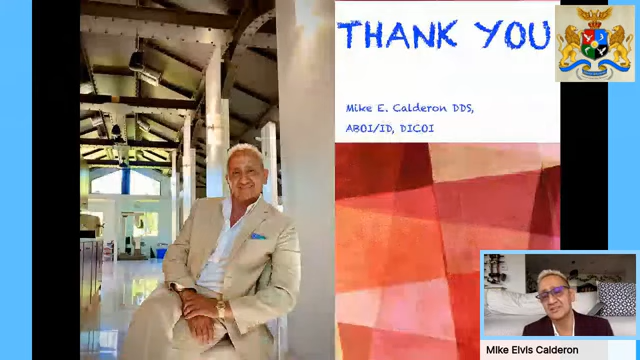 THANK YOU
Mike E. Calderon DDS,
ABOI/ID, DICOI
Mike Elvis Calderon